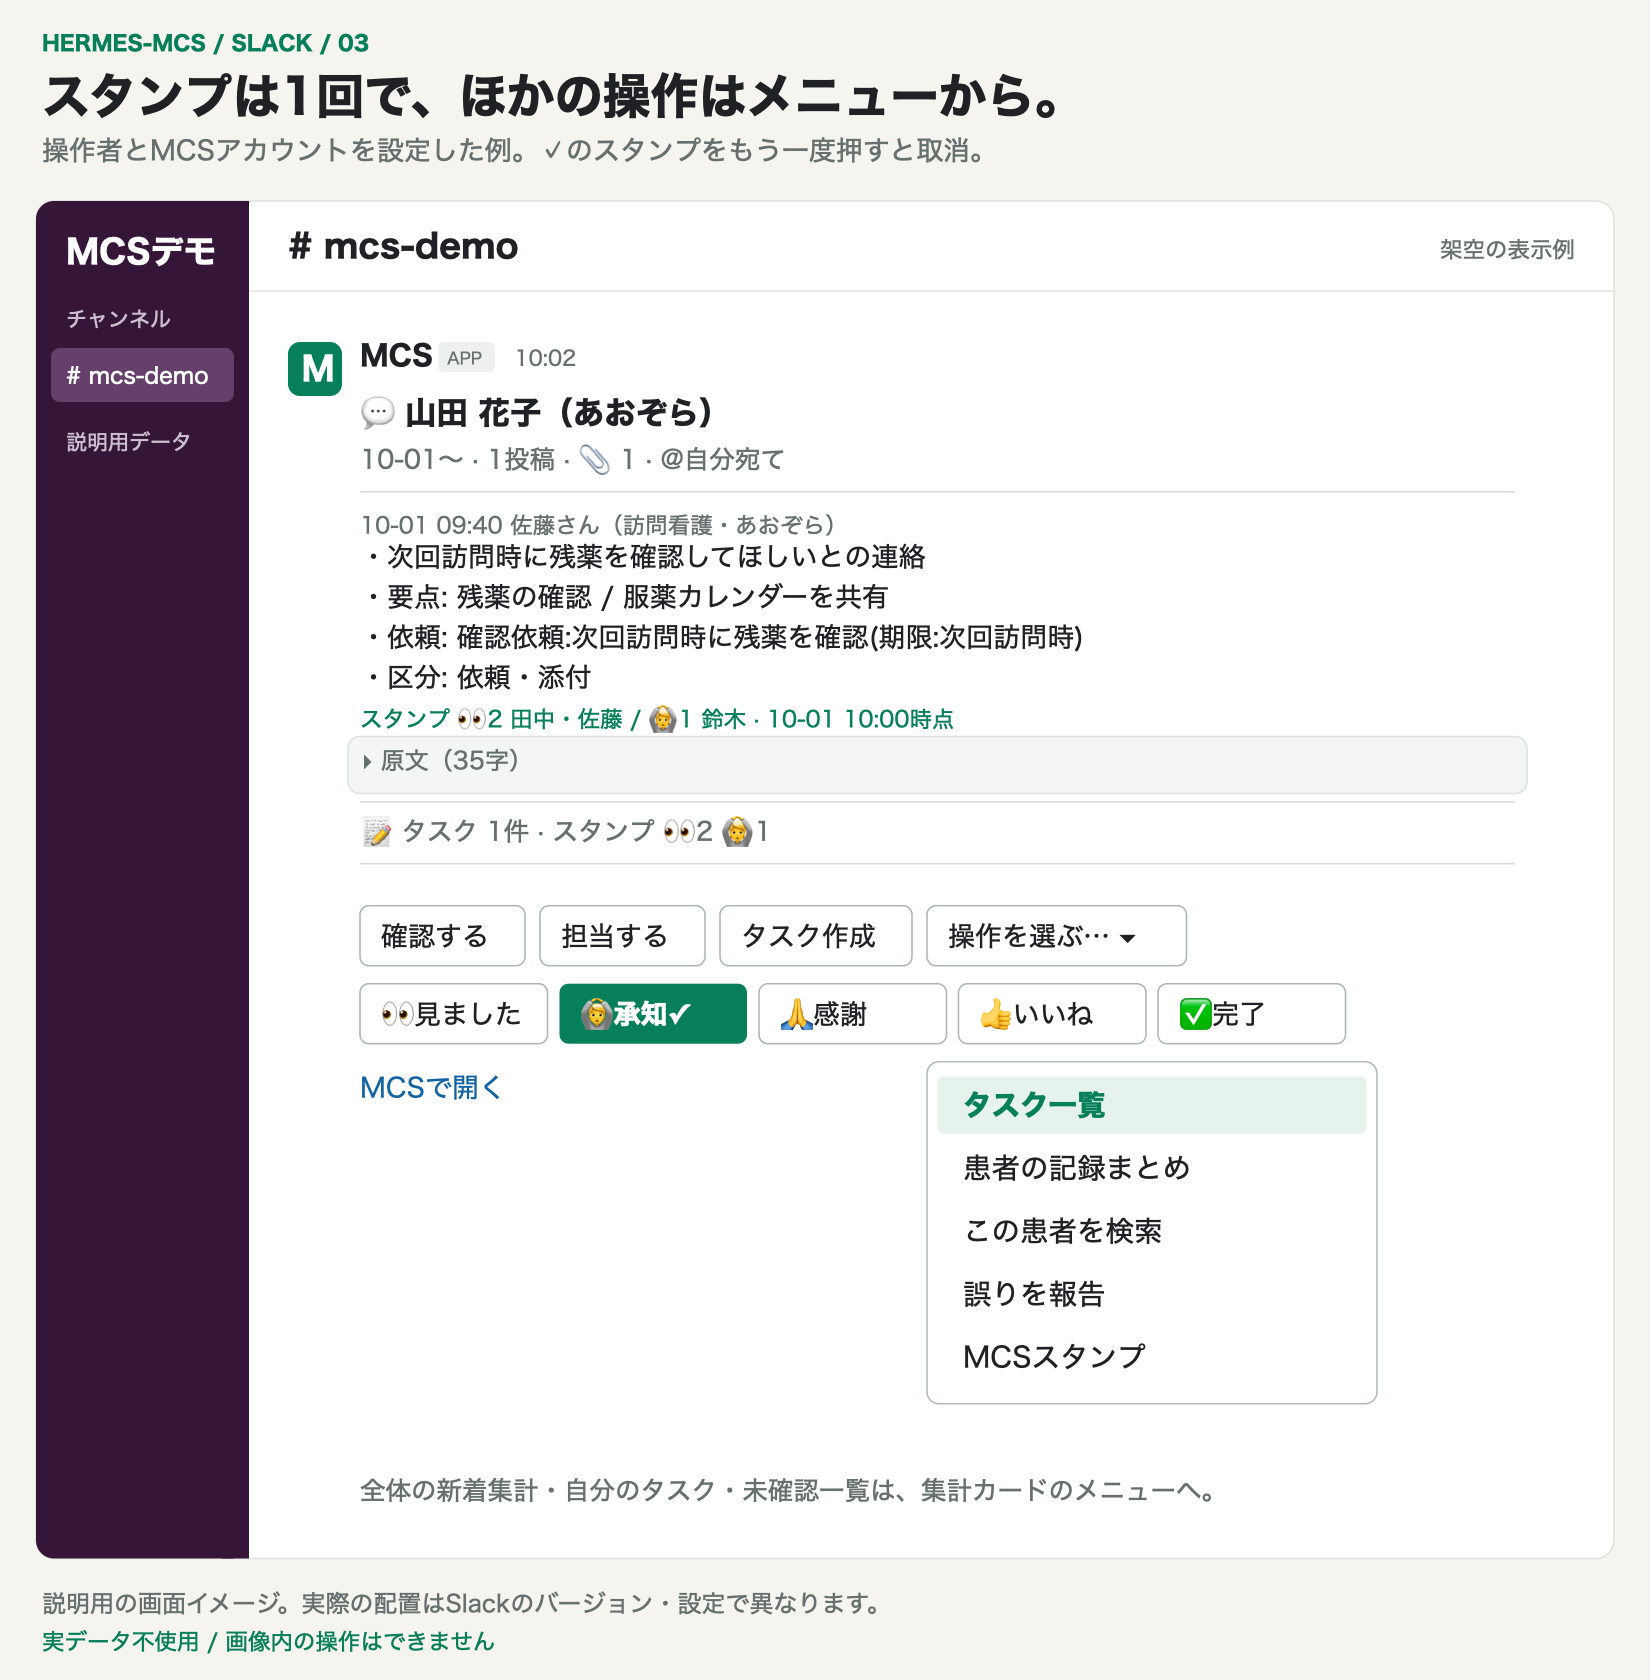 HERMES-MCS / SLACK / 03
スタンプは1回で、ほかの操作はメニューから。
操作者とMCSアカウントを設定した例。✓のスタンプをもう一度押すと取消。
MCSデモ
チャンネル
# mcs-demo
説明用データ
# mcs-demo
架空の表示例
M
MCS APP 10:02
💬 山田 花子（あおぞら）
10-01〜 · 1投稿 · 📎 1 · @自分宛て
10-01 09:40 佐藤さん（訪問看護・あおぞら）
・次回訪問時に残薬を確認してほしいとの連絡
・要点: 残薬の確認 / 服薬カレンダーを共有
・依頼: 確認依頼:次回訪問時に残薬を確認(期限:次回訪問時)
・区分: 依頼・添付
スタンプ 👀2 田中・佐藤 / 🙆1 鈴木 · 10-01 10:00時点
▸ 原文（35字）
📝 タスク 1件 · スタンプ 👀2 🙆1
確認する
担当する
タスク作成
操作を選ぶ… ▾
👀見ました
🙆承知✓
🙏感謝
👍いいね
✅完了
MCSで開く
タスク一覧
患者の記録まとめ
この患者を検索
誤りを報告
MCSスタンプ
全体の新着集計・自分のタスク・未確認一覧は、集計カードのメニューへ。
説明用の画面イメージ。実際の配置はSlackのバージョン・設定で異なります。
実データ不使用 / 画像内の操作はできません